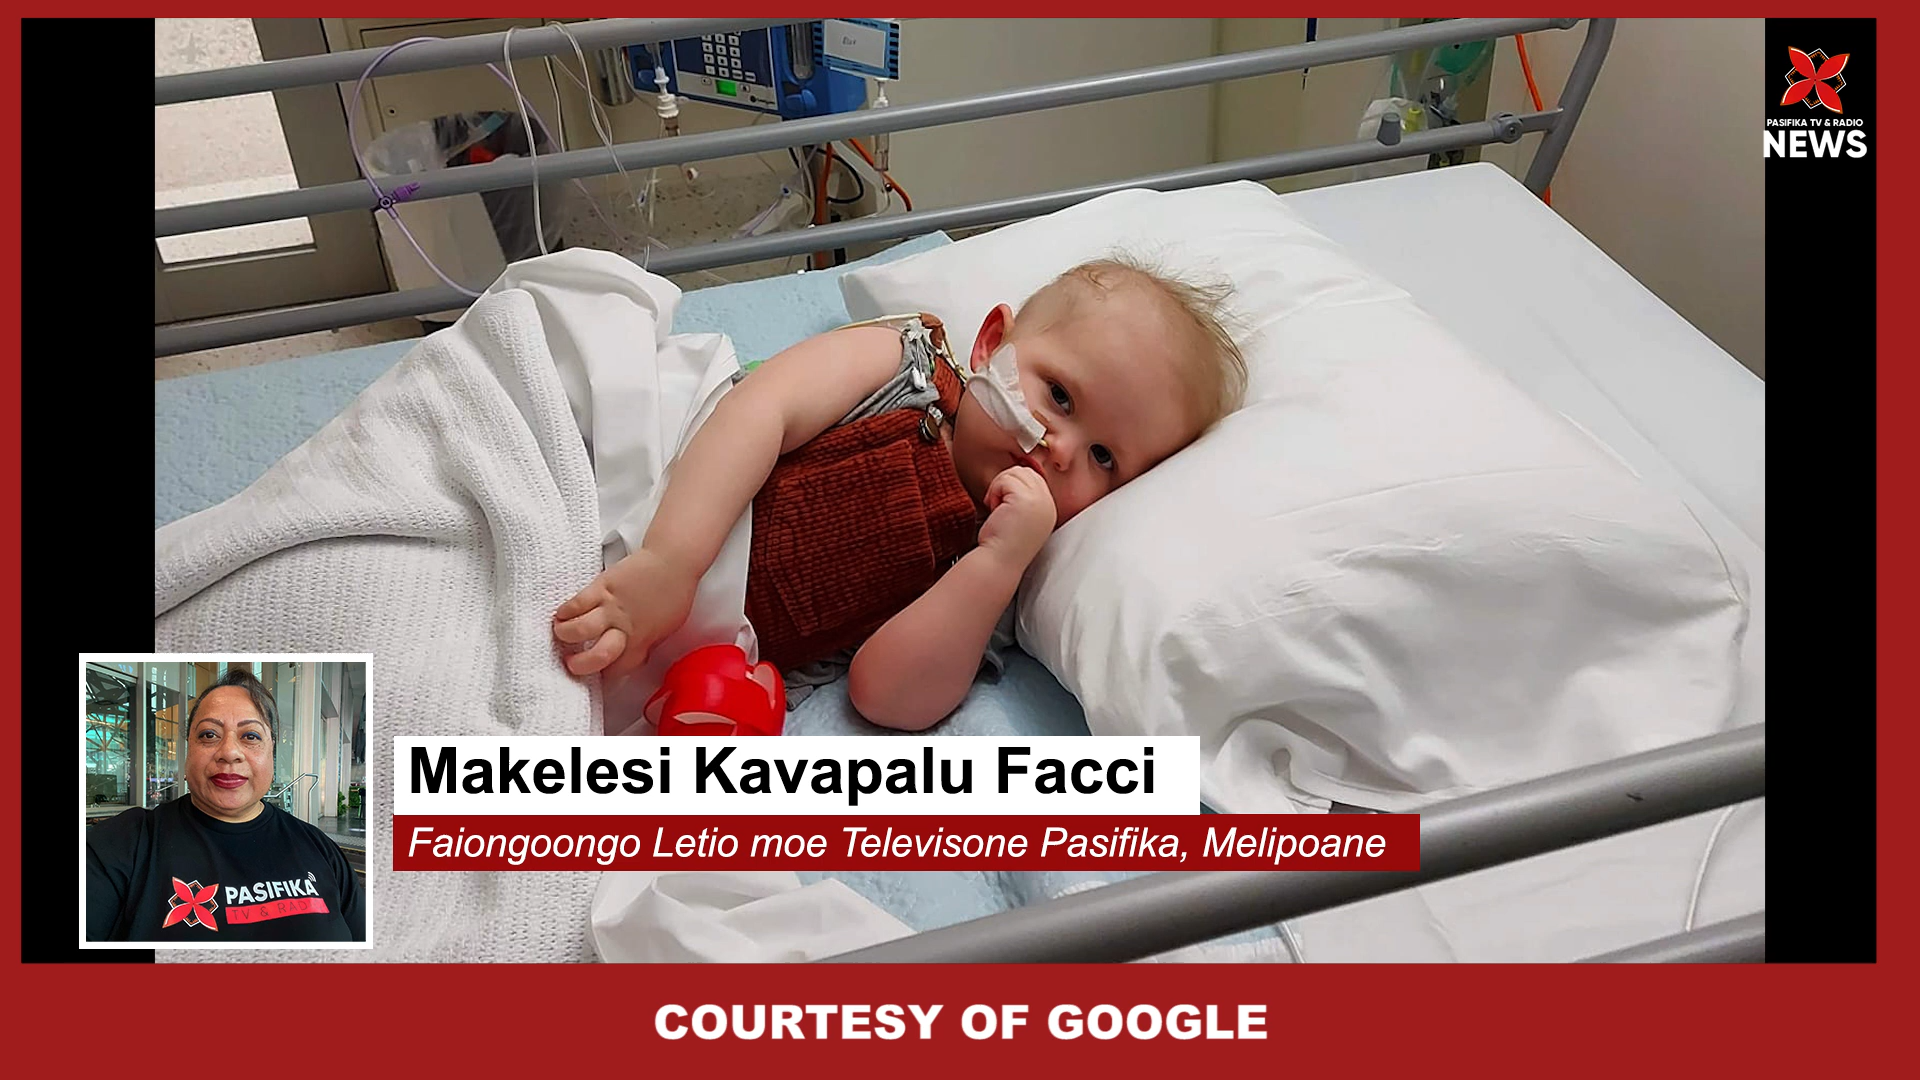 PASIFIKA TV & RADIO
NEWS
Makelesi Kavapalu Facci
Faiongoongo Letio moe Televisone Pasifika, Melipoane
PASIFIKA
TV & RADIO
COURTESY OF GOOGLE